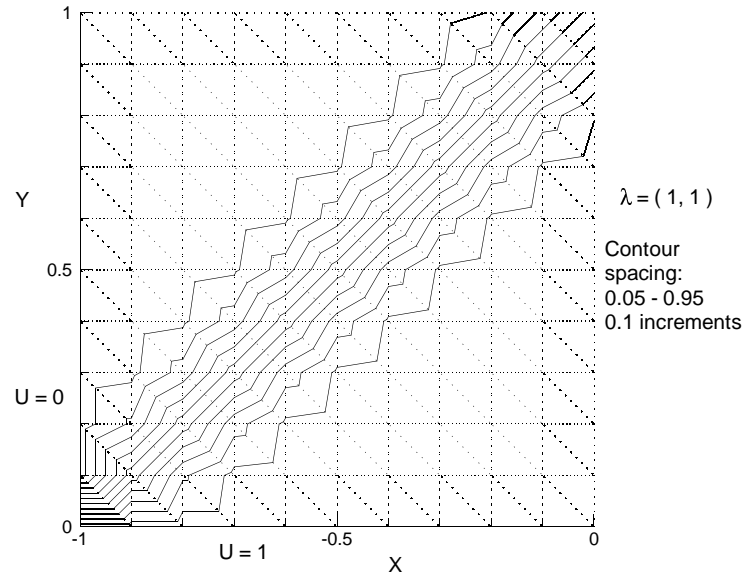 1
Y
λ = ( 1, 1 )
0.5
Contour
spacing:
0.05 - 0.95
0.1 increments
U = 0
0
-1
-0.5
0
U = 1
X